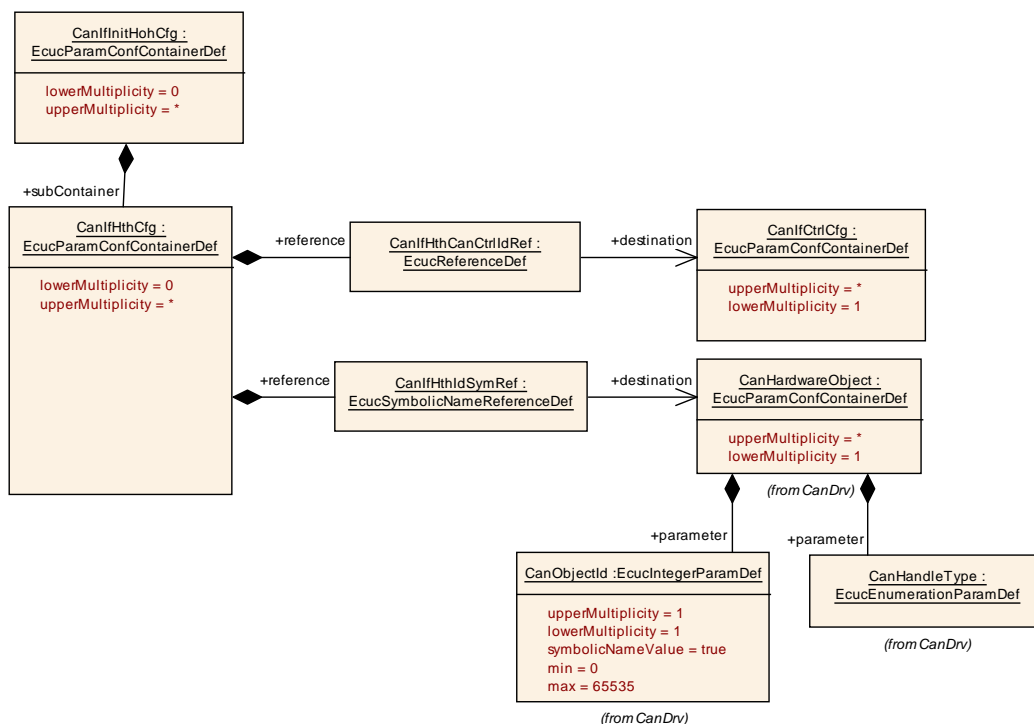 CanIfInitHohCfg :
EcucParamConfContainerDef
lowerMultiplicity = 0
upperMultiplicity = *
+subContainer
CanIfHthCfg :
EcucParamConfContainerDef
lowerMultiplicity = 0
upperMultiplicity = *
+reference
CanIfHthCanCtrlIdRef :
EcucReferenceDef
+destination
CanIfCtrlCfg :
EcucParamConfContainerDef
upperMultiplicity = *
lowerMultiplicity = 1
+reference
CanIfHthIdSymRef :
EcucSymbolicNameReferenceDef
+destination
CanHardwareObject :
EcucParamConfContainerDef
upperMultiplicity = *
lowerMultiplicity = 1
(from CanDrv)
+parameter
+parameter
CanObjectId :EcucIntegerParamDef
upperMultiplicity = 1
lowerMultiplicity = 1
symbolicNameValue = true
min = 0
max = 65535
(from CanDrv)
CanHandleType :
EcucEnumerationParamDef
(from CanDrv)